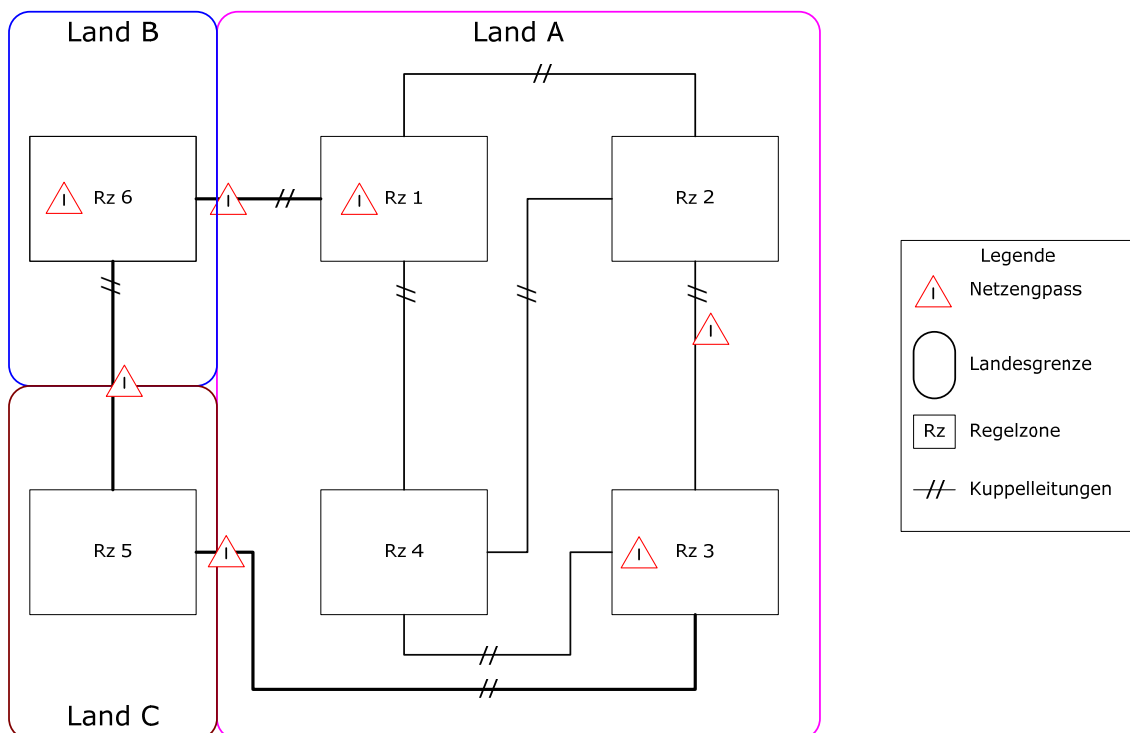 Land B
Land A
Rz 6
I
I
Rz 1
I
Rz 2
I
I
Rz 5
I
Rz 4
Rz 3
I
Land C
Legende
I
Netzengpass
Landesgrenze
Rz
Regelzone
Kuppelleitungen